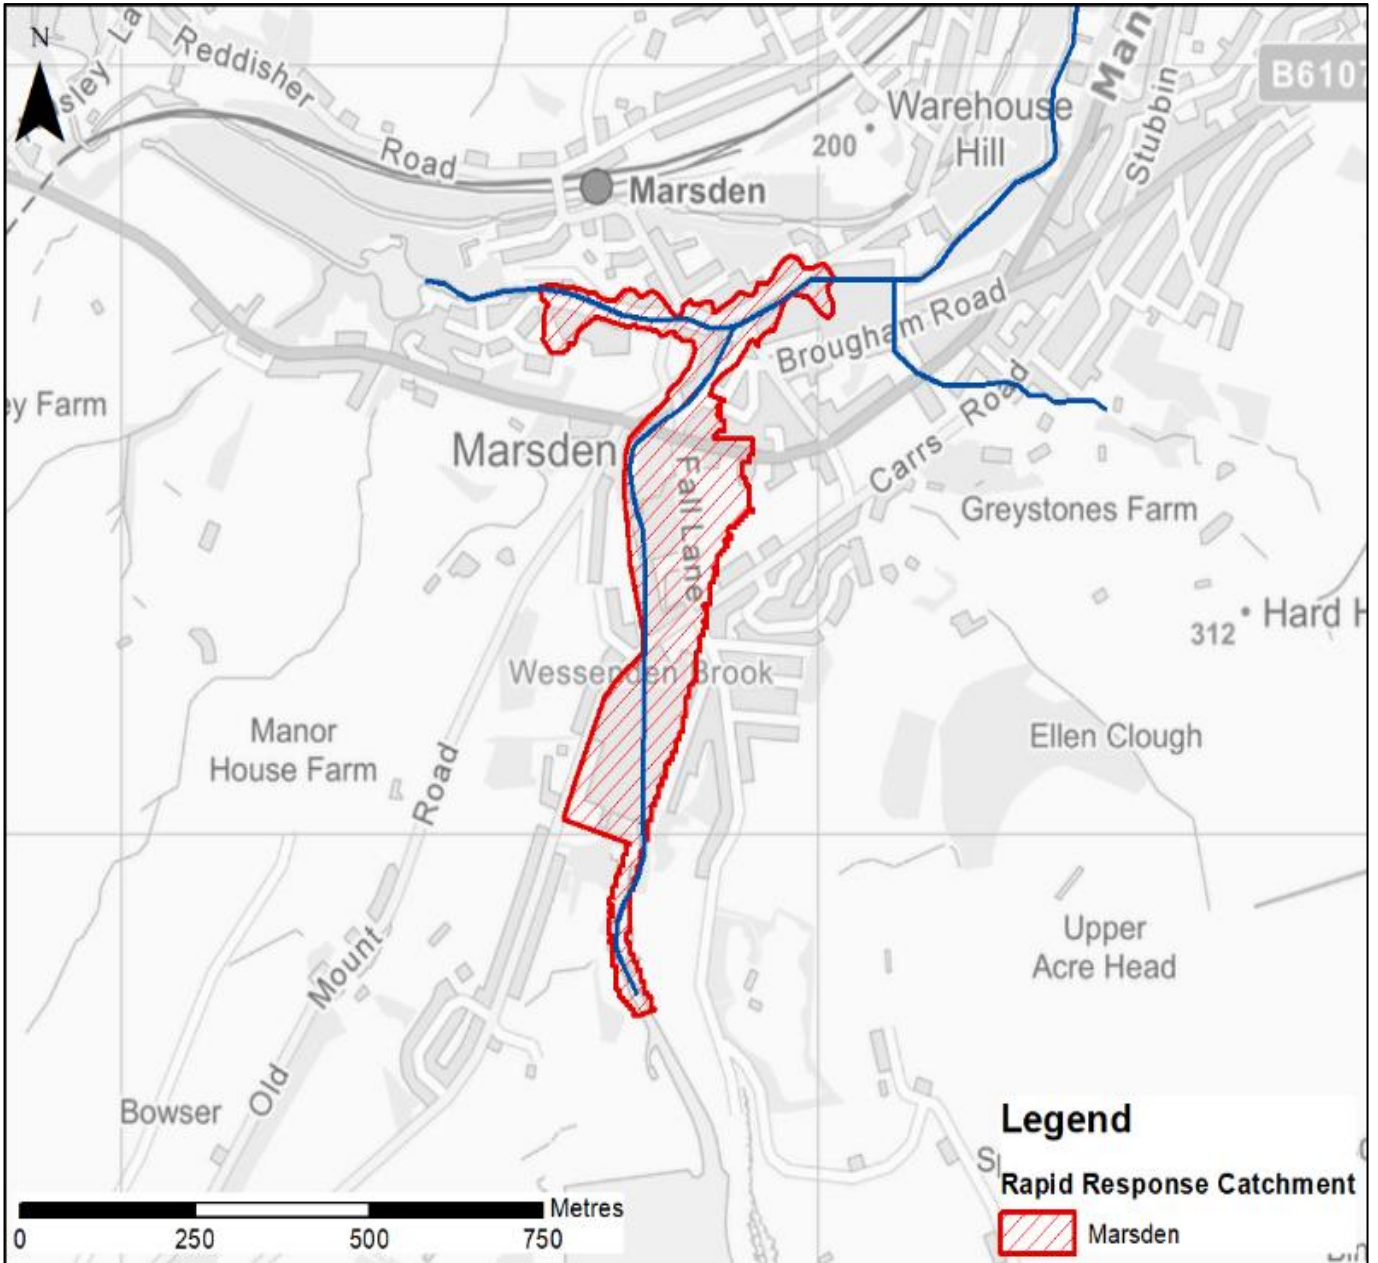 N
Reddisher
Road
B6107
Warehouse
Hill
200
Stubbin
Marsden
Brougham Road
Carrs Road
Marsden
Fall Lane
Greystones Farm
Farm
312
Hard
Wessenden Brook
Manor
House Farm
Ellen Clough
Old Mount Road
Upper
Acre Head
Bowser
Legend
Rapid Response Catchment
Marsden
Metres
0 250 500 750